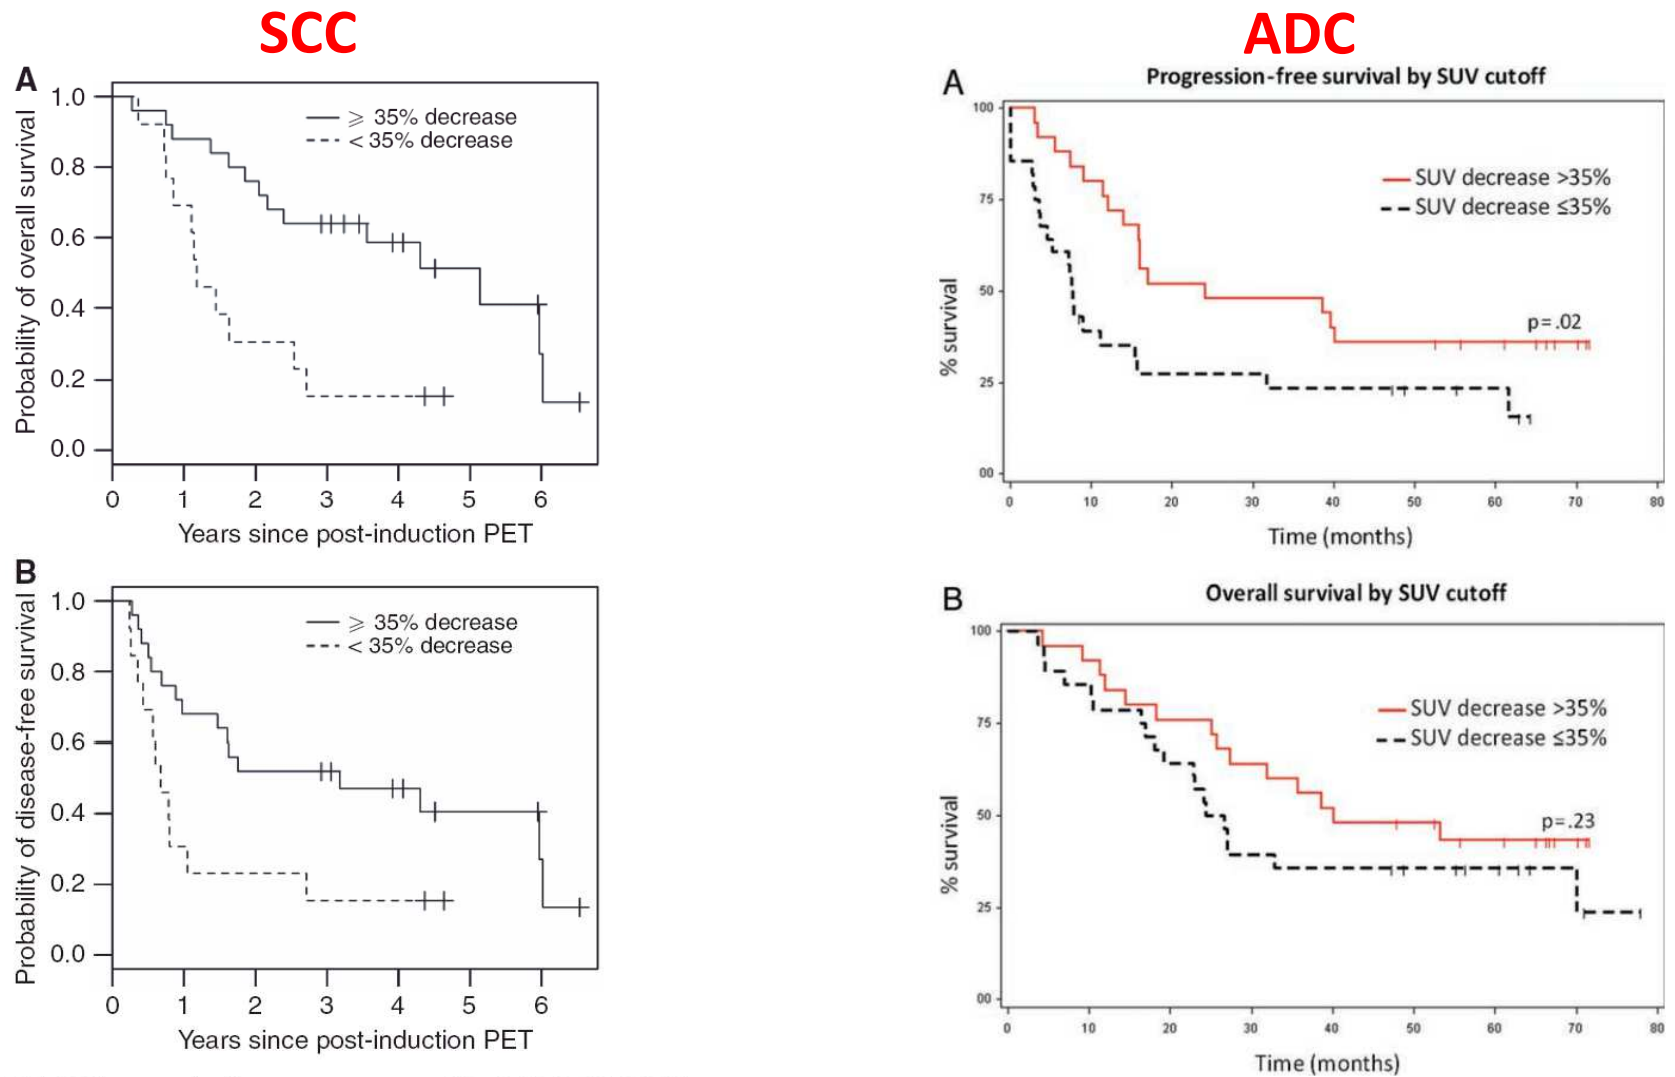 SCC
A
1.0
0.8
0.6
0.4
0.2
0.0
Probability of overall survival
⩾ 35% decrease
< 35% decrease
0 1 2 3 4 5 6
Years since post-induction PET
B
1.0
0.8
0.6
0.4
0.2
0.0
Probability of disease-free survival
⩾ 35% decrease
< 35% decrease
0 1 2 3 4 5 6
Years since post-induction PET
ADC
A
Progression-free survival by SUV cutoff
100
75
50
25
00
% survival
SUV decrease >35%
SUV decrease ≤35%
p=.02
0 10 20 30 40 50 60 70 80
Time (months)
B
Overall survival by SUV cutoff
100
75
50
25
00
% survival
SUV decrease >35%
SUV decrease ≤35%
p=.23
0 10 20 30 40 50 60 70 80
Time (months)